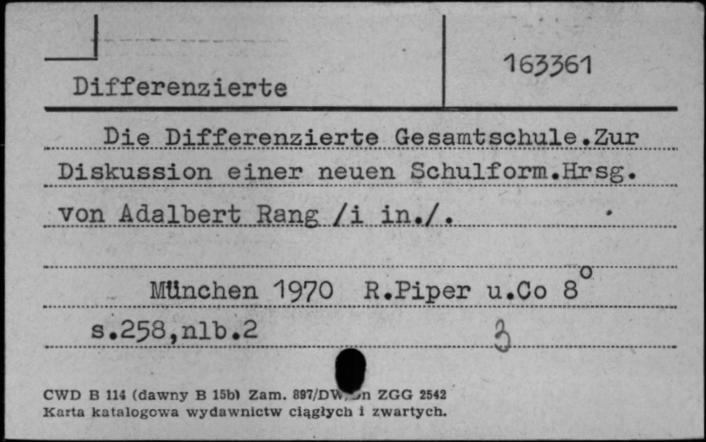 163361
Differenzierte
Die Differenzierte Gesamtschule.Zur
Diskussion einer neuen Schulform.Hrsg.
von Adalbert Rang /i in./.
München 1970 R.Piper u.Co 8°
s.258,nlb.2 3
CWD B 114 (dawny B 15b) Zam. 897/DW ZGG 2542
Karta katalogowa wydawnictw ciągłych i zwartych.